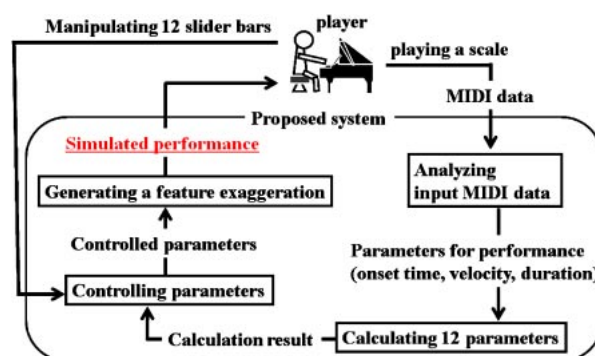 Manipulating 12 slider bars
player
playing a scale
MIDI data
Proposed system
Simulated performance
Analyzing
input MIDI data
Generating a feature exaggeration
Controlled parameters
Parameters for performance
(onset time, velocity, duration)
Controlling parameters
Calculation result
Calculating 12 parameters